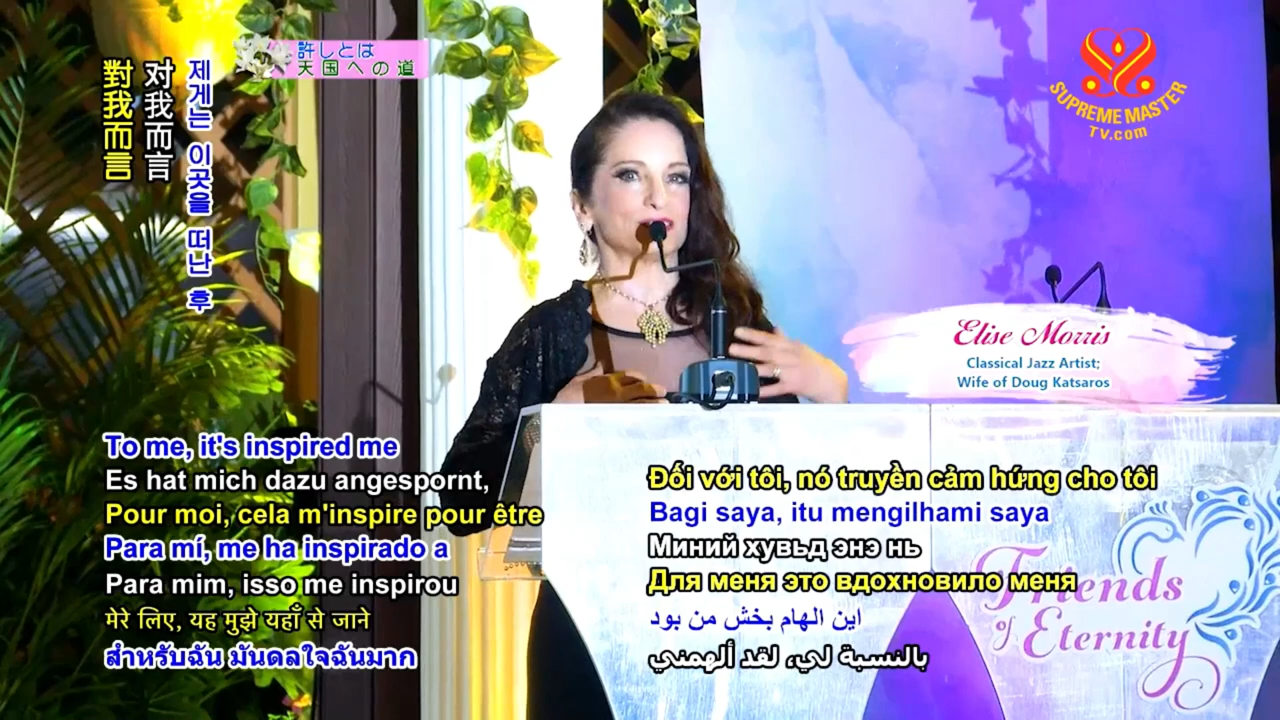 許しとは
天国への道
對我而言
对我而言
제게는 이곳을 떠난 후
SUPREME MASTER
TV.com
Elise Morris
Classical Jazz Artist;
Wife of Doug Katsaros
To me, it's inspired me
Es hat mich dazu angespornt,
Pour moi, cela m'inspire pour être
Para mí, me ha inspirado a
Para mim, isso me inspirou
मेरे लिए, यह मुझे यहाँ से जाने
สำหรับฉัน มันดลใจฉันมาก
Đối với tôi, nó truyền cảm hứng cho tôi
Bagi saya, itu mengilhami saya
Миний хувьд энэ нь
Для меня это вдохновило меня
این الهام بخش من بود
بالنسبة لي، لقد ألهمني
Friends
of Eternity